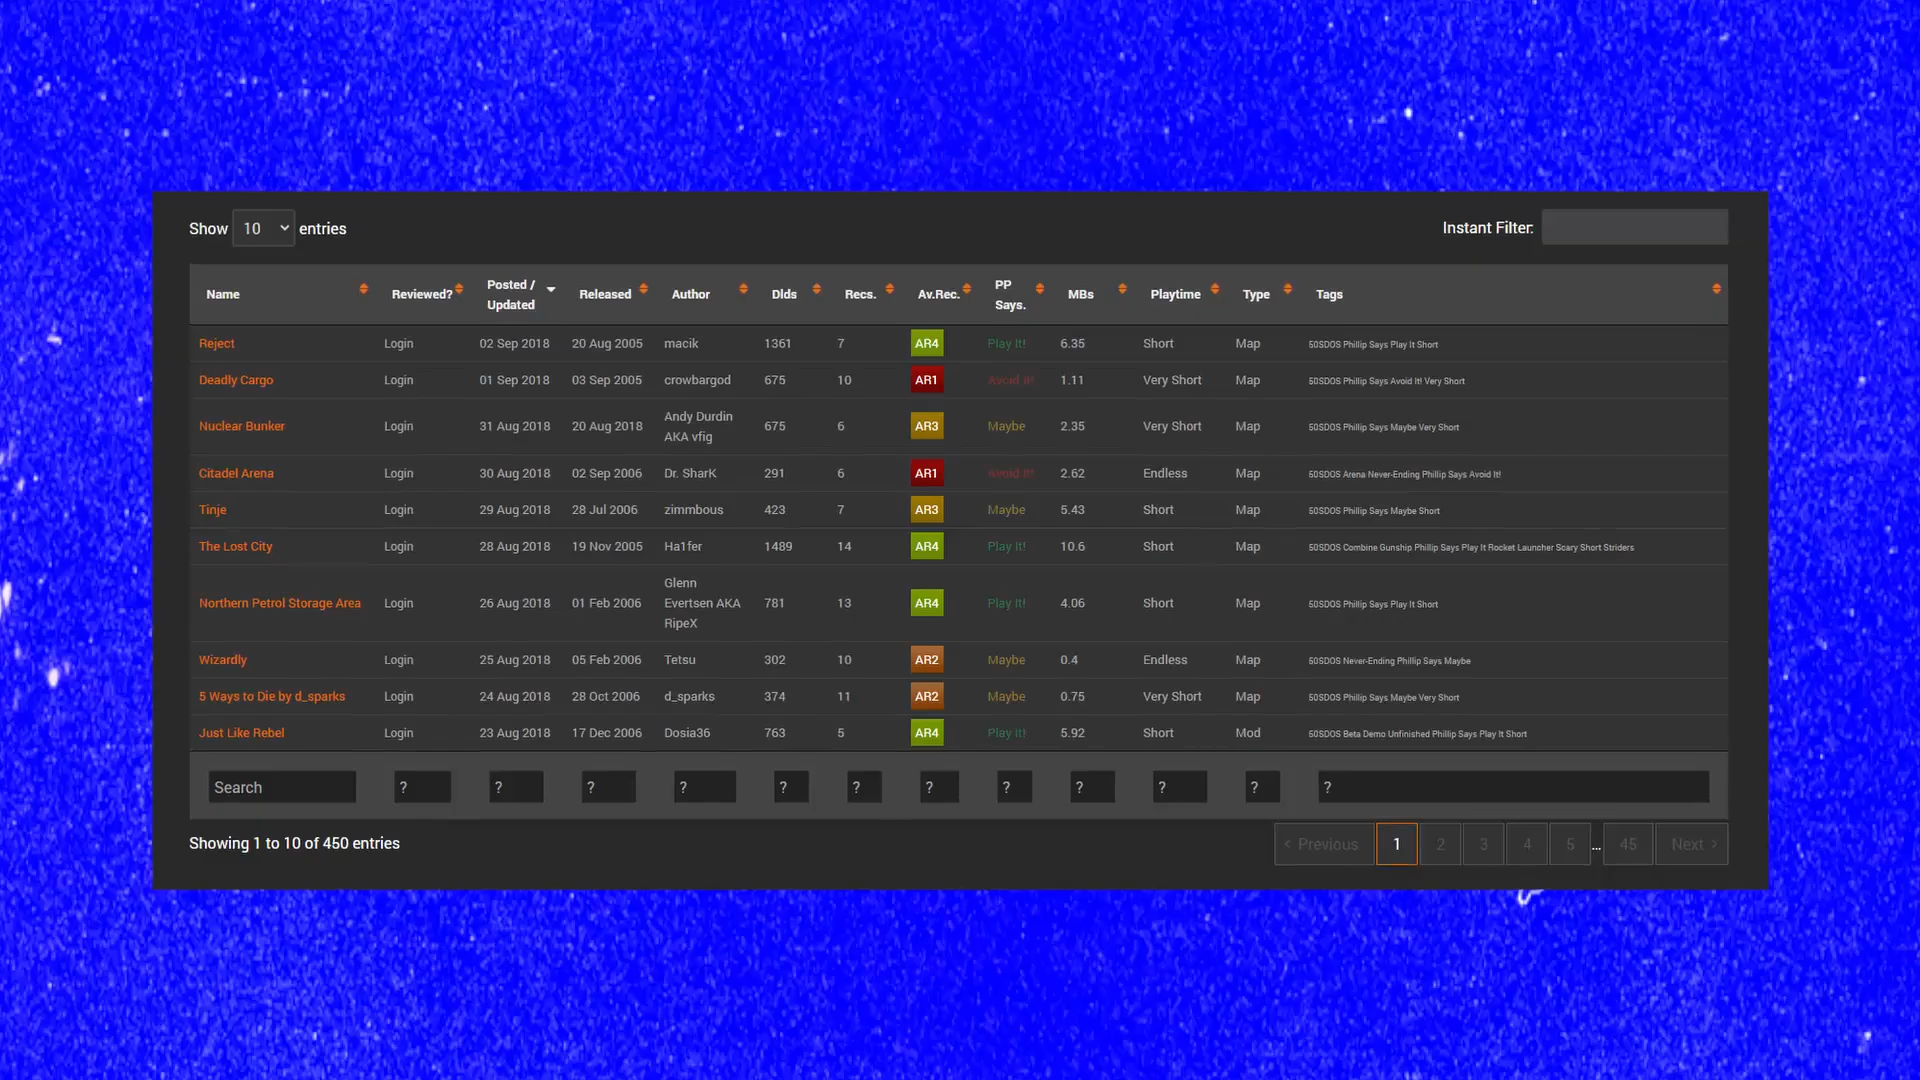 Show 10 entries
Instant Filter:
Name Reviewed? Posted / Updated Released Author Dlds Recs. Av.Rec. PP Says. MBs Playtime Type Tags
Reject Login 02 Sep 2018 20 Aug 2005 macik 1361 7 AR4 Play It! 6.35 Short Map 50SDOS Phillip Says Play It Short
Deadly Cargo Login 01 Sep 2018 03 Sep 2005 crowbargod 675 10 AR1 Avoid It! 1.11 Very Short Map 50SDOS Phillip Says Avoid It! Very Short
Nuclear Bunker Login 31 Aug 2018 20 Aug 2018 Andy Durdin AKA vfig 675 6 AR3 Maybe 2.35 Very Short Map 50SDOS Phillip Says Maybe Very Short
Citadel Arena Login 30 Aug 2018 02 Sep 2006 Dr. SharK 291 6 AR1 Avoid It! 2.62 Endless Map 50SDOS Arena Never-Ending Phillip Says Avoid It!
Tinje Login 29 Aug 2018 28 Jul 2006 zimmbous 423 7 AR3 Maybe 5.43 Short Map 50SDOS Phillip Says Maybe Short
The Lost City Login 28 Aug 2018 19 Nov 2005 Ha1fer 1489 14 AR4 Play It! 10.6 Short Map 50SDOS Combine Gunship Phillip Says Play It Rocket Launcher Scary Short Striders
Northern Petrol Storage Area Login 26 Aug 2018 01 Feb 2006 Glenn Evertsen AKA RipeX 781 13 AR4 Play It! 4.06 Short Map 50SDOS Phillip Says Play It Short
Wizardly Login 25 Aug 2018 05 Feb 2006 Tetsu 302 10 AR2 Maybe 0.4 Endless Map 50SDOS Never-Ending Phillip Says Maybe
5 Ways to Die by d_sparks Login 24 Aug 2018 28 Oct 2006 d_sparks 374 11 AR2 Maybe 0.75 Very Short Map 50SDOS Phillip Says Maybe Very Short
Just Like Rebel Login 23 Aug 2018 17 Dec 2006 Dosia36 763 5 AR4 Play It! 5.92 Short Mod 50SDOS Beta Demo Unfinished Phillip Says Play It Short
Search ? ? ? ? ? ? ? ? ? ? ? ?
Showing 1 to 10 of 450 entries
< Previous 1 2 3 4 5 ... 45 Next >